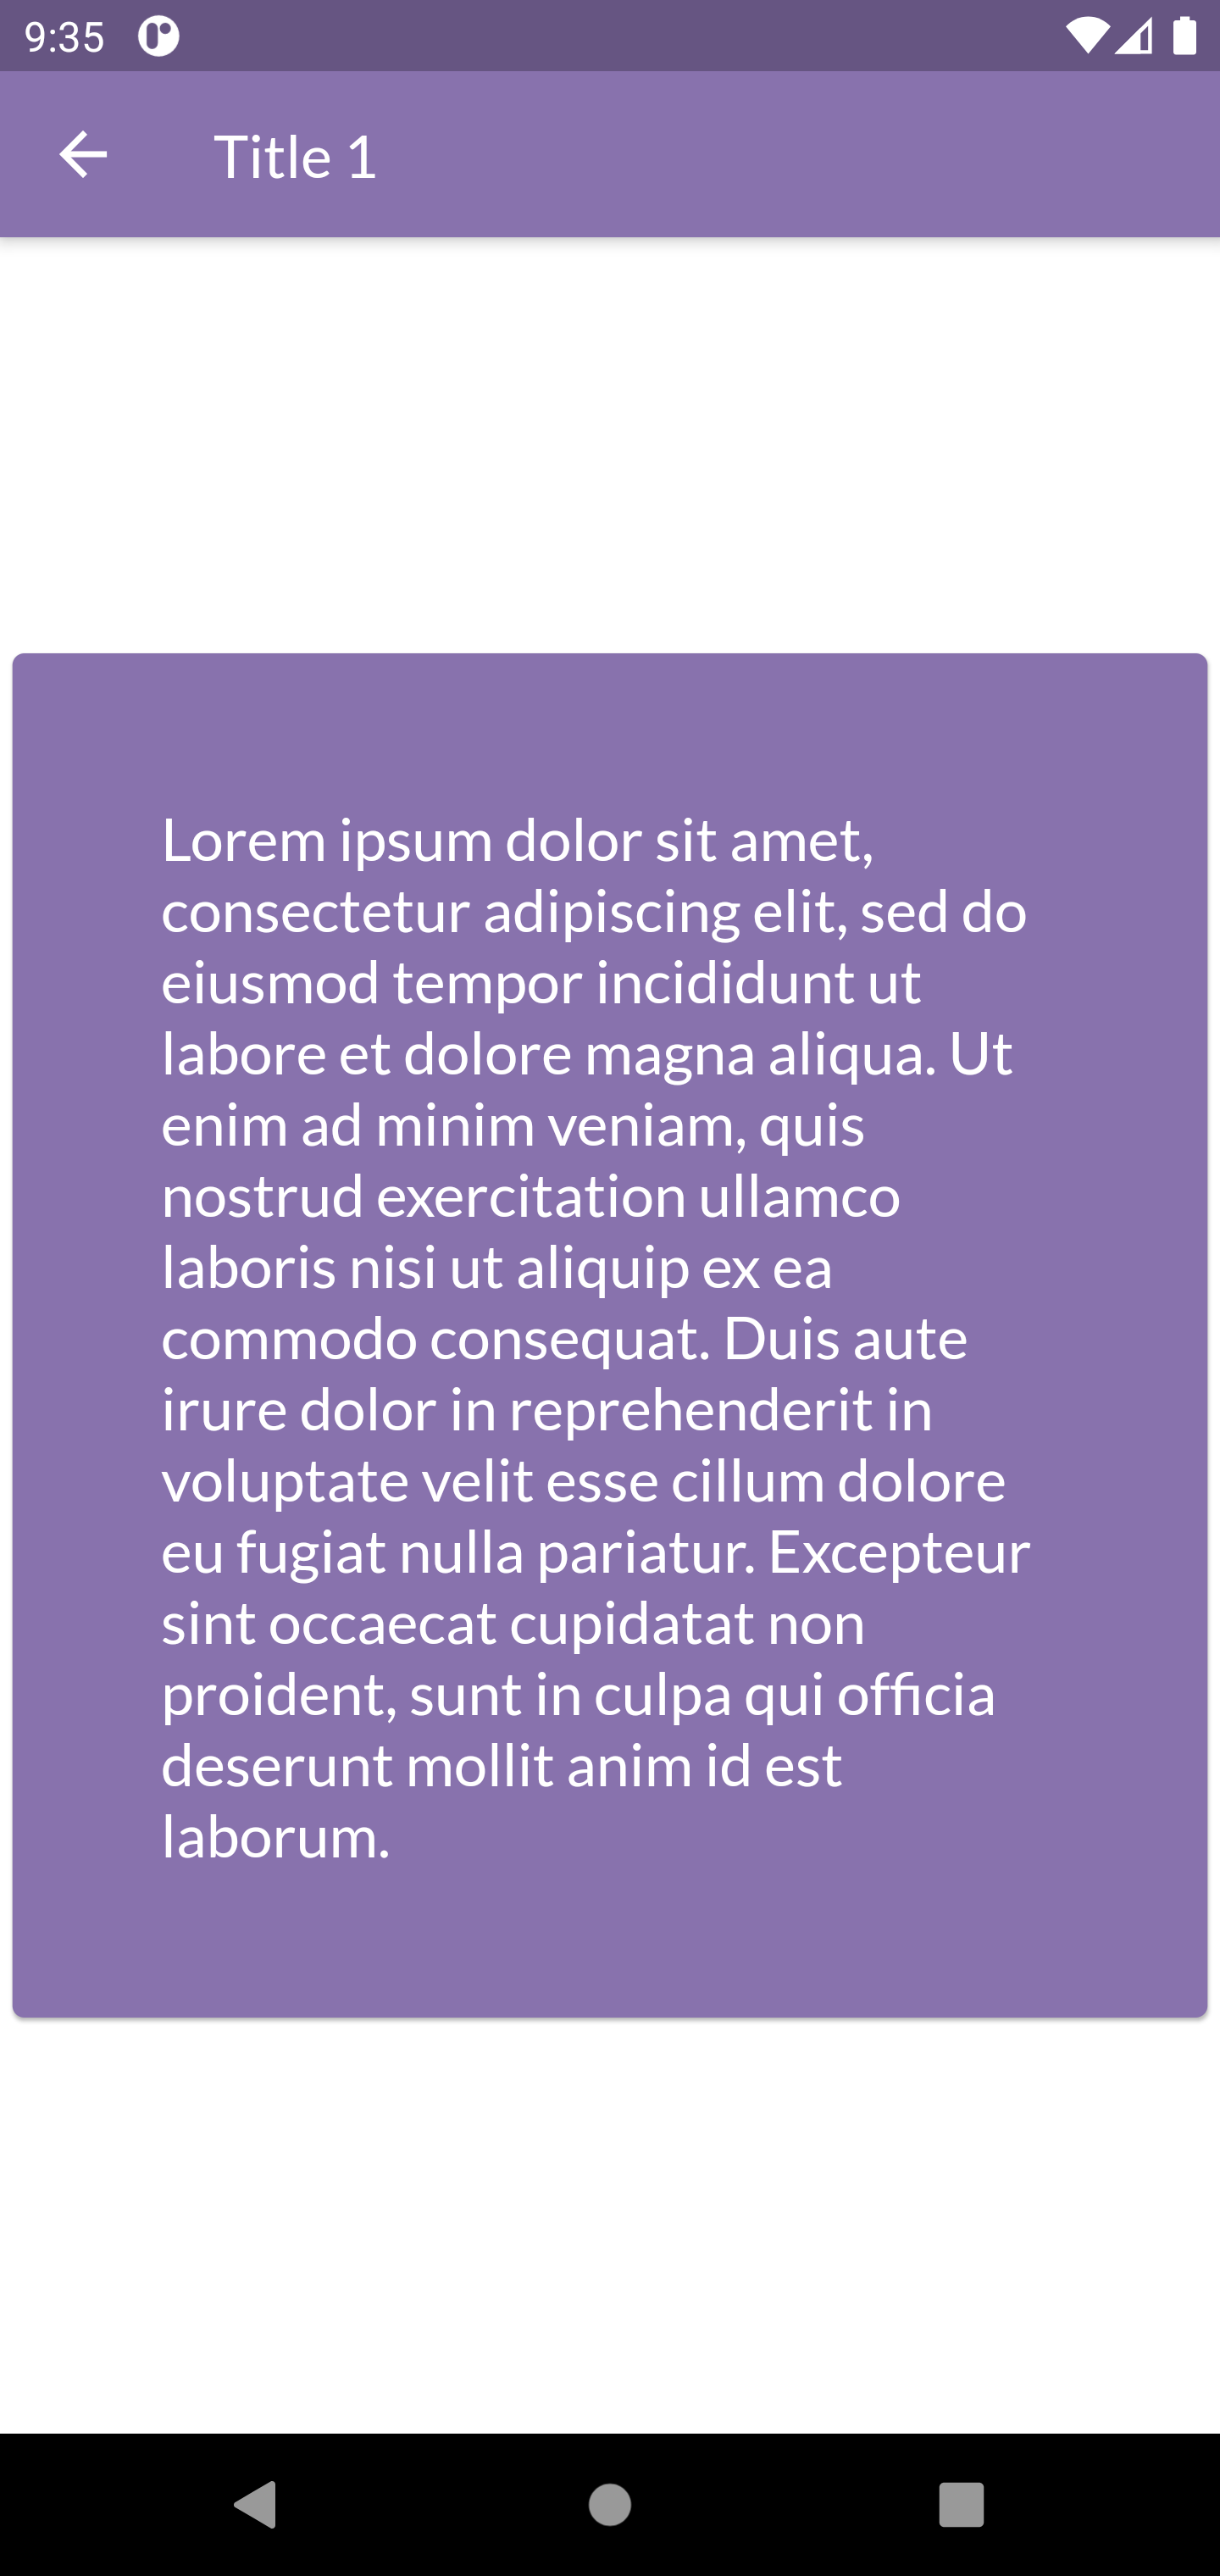 9:35
Title 1
Lorem ipsum dolor sit amet,
consectetur adipiscing elit, sed do
eiusmod tempor incididunt ut
labore et dolore magna aliqua. Ut
enim ad minim veniam, quis
nostrud exercitation ullamco
laboris nisi ut aliquip ex ea
commodo consequat. Duis aute
irure dolor in reprehenderit in
voluptate velit esse cillum dolore
eu fugiat nulla pariatur. Excepteur
sint occaecat cupidatat non
proident, sunt in culpa qui officia
deserunt mollit anim id est
laborum.